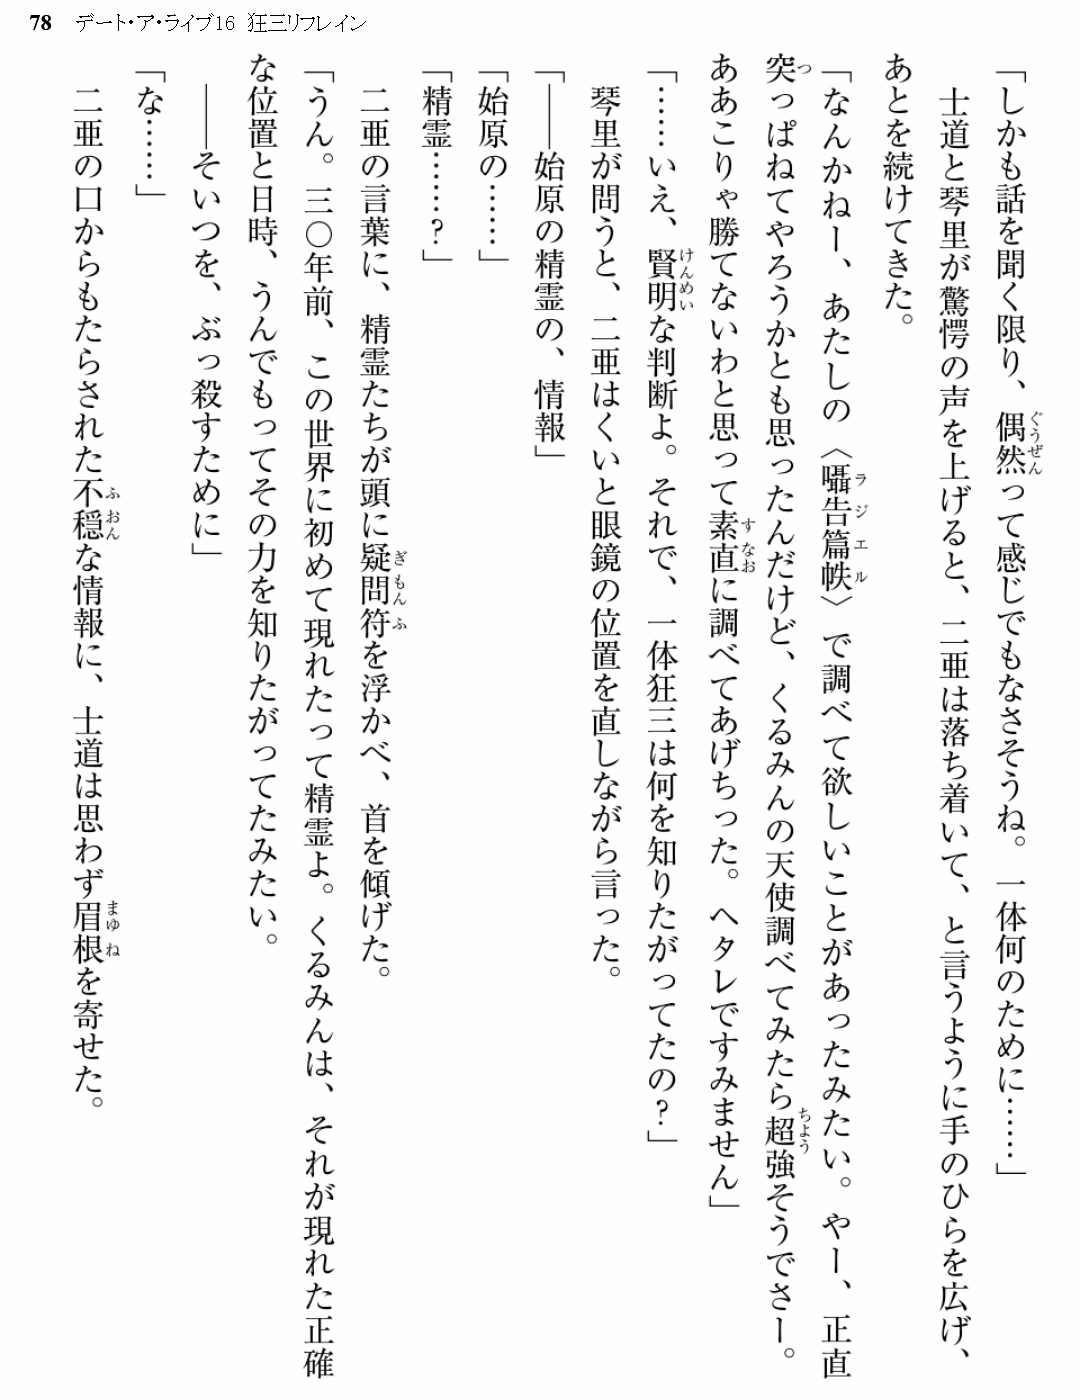 78 デート・ア・ライブ16 狂三リフレイン
「しかも話を聞く限り、偶然って感じでもなさそうね。一体何のために……」
　士道と琴里が驚愕の声を上げると、二亜は落ち着いて、と言うように手のひらを広げ、
あとを続けてきた。
「なんかねー、あたしの〈囁告篇帙〉で調べて欲しいことがあったみたい。やー、正直
突っぱねてやろうかとも思ったんだけど、くるみんの天使調べてみたら超強そうでさー。
ああこりゃ勝てないわと思って素直に調べてあげちった。ヘタレですみません」
「……いえ、賢明な判断よ。それで、一体狂三は何を知りたがってたの？」
　琴里が問うと、二亜はくいと眼鏡の位置を直しながら言った。
「――始原の精霊の、情報」
「始原の……」
「精霊……？」
　二亜の言葉に、精霊たちが頭に疑問符を浮かべ、首を傾げた。
「うん。三〇年前、この世界に初めて現れたって精霊よ。くるみんは、それが現れた正確
な位置と日時、うんでもってその力を知りたがってたみたい。
　――そいつを、ぶっ殺すために」
「な……」
　二亜の口からもたらされた不穏な情報に、士道は思わず眉根を寄せた。